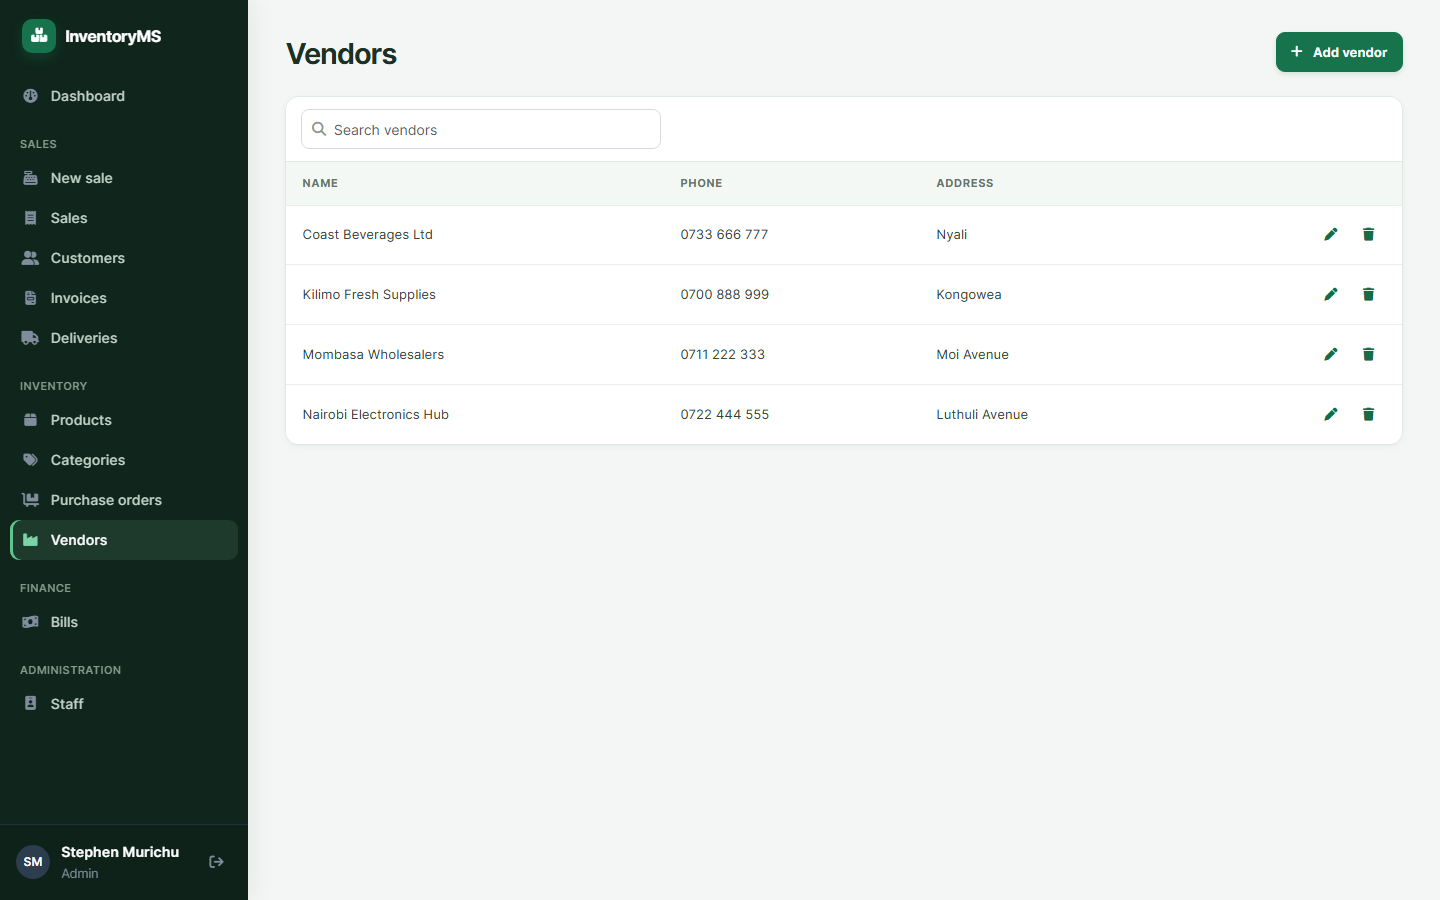 InventoryMS
Dashboard
SALES
New sale
Sales
Customers
Invoices
Deliveries
INVENTORY
Products
Categories
Purchase orders
Vendors
FINANCE
Bills
ADMINISTRATION
Staff
SM
Stephen Murichu
Admin
Vendors
Add vendor
Search vendors
NAME PHONE ADDRESS
Coast Beverages Ltd 0733 666 777 Nyali
Kilimo Fresh Supplies 0700 888 999 Kongowea
Mombasa Wholesalers 0711 222 333 Moi Avenue
Nairobi Electronics Hub 0722 444 555 Luthuli Avenue